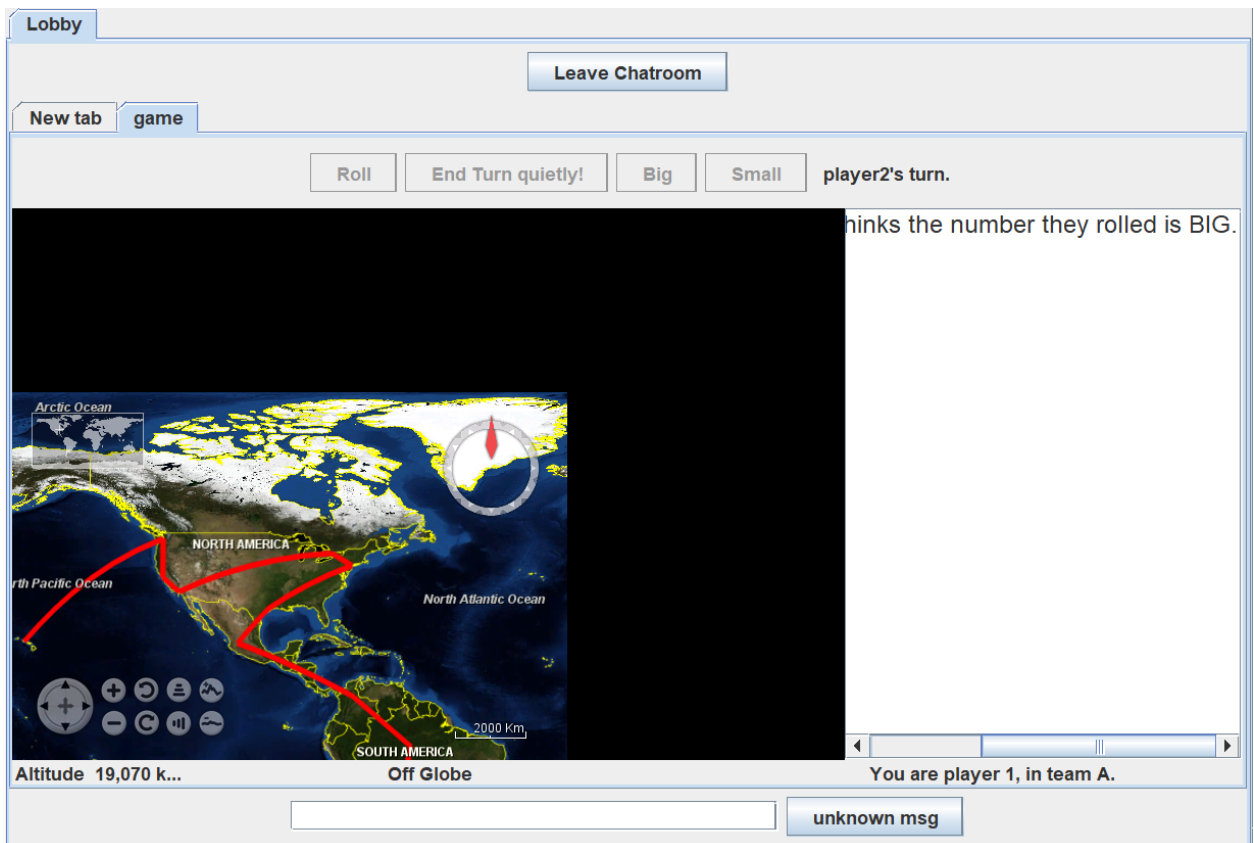 Lobby
Leave Chatroom
New tab game
Roll End Turn quietly! Big Small player2's turn.
hinks the number they rolled is BIG.
Arctic Ocean
NORTH AMERICA
rth Pacific Ocean
North Atlantic Ocean
2000 Km
SOUTH AMERICA
Altitude 19,070 k... Off Globe You are player 1, in team A.
unknown msg